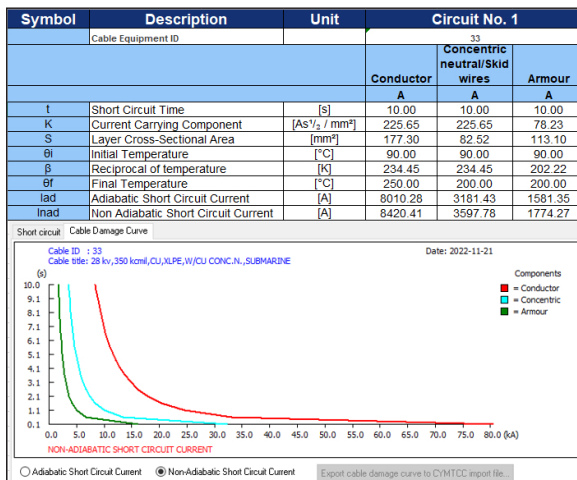 Symbol Description Unit Circuit No. 1
Cable Equipment ID 33
Conductor Concentric neutral/Skid wires Armour
A A A
t Short Circuit Time [s] 10.00 10.00 10.00
K Current Carrying Component [As¹/₂ / mm²] 225.65 225.65 78.23
S Layer Cross-Sectional Area [mm²] 177.30 82.52 113.10
θi Initial Temperature [°C] 90.00 90.00 90.00
β Reciprocal of temperature [K] 234.45 234.45 202.22
θf Final Temperature [°C] 250.00 200.00 200.00
Iad Adiabatic Short Circuit Current [A] 8010.28 3181.43 1581.35
Inad Non Adiabatic Short Circuit Current [A] 8420.41 3597.78 1774.27
Short circuit Cable Damage Curve
Cable ID : 33 Date: 2022-11-21
Cable title: 28 kv,350 kcmil,CU,XLPE,W/CU CONC.N.,SUBMARINE
(s)
Components
= Conductor
= Concentric
= Armour
10.0
9.1
8.1
7.1
6.1
5.1
4.1
3.1
2.1
1.1
0.1
0.0 5.0 10.0 15.0 20.0 25.0 30.0 35.0 40.0 45.0 50.0 55.0 60.0 65.0 70.0 75.0 80.0 (kA)
NON-ADIABATIC SHORT CIRCUIT CURRENT
Adiabatic Short Circuit Current Non-Adiabatic Short Circuit Current Export cable damage curve to CYMTCC import file...